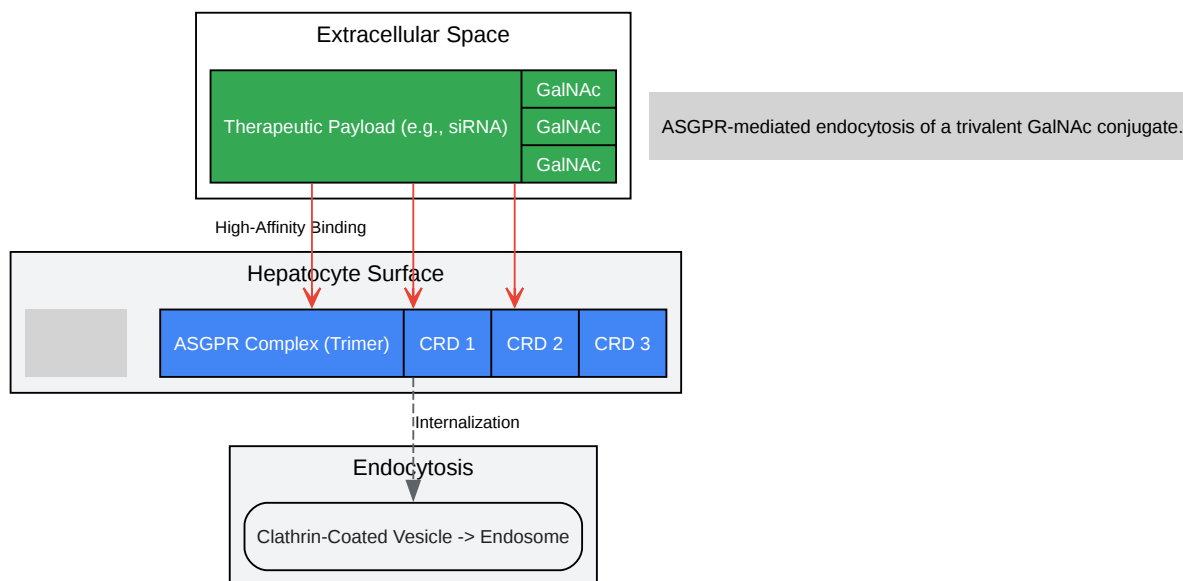 Extracellular Space
Therapeutic Payload (e.g., siRNA)
GalNAc
GalNAc
GalNAc
ASGPR-mediated endocytosis of a trivalent GalNAc conjugate.
High-Affinity Binding
Hepatocyte Surface
ASGPR Complex (Trimer)
CRD 1
CRD 2
CRD 3
Internalization
Endocytosis
Clathrin-Coated Vesicle -> Endosome